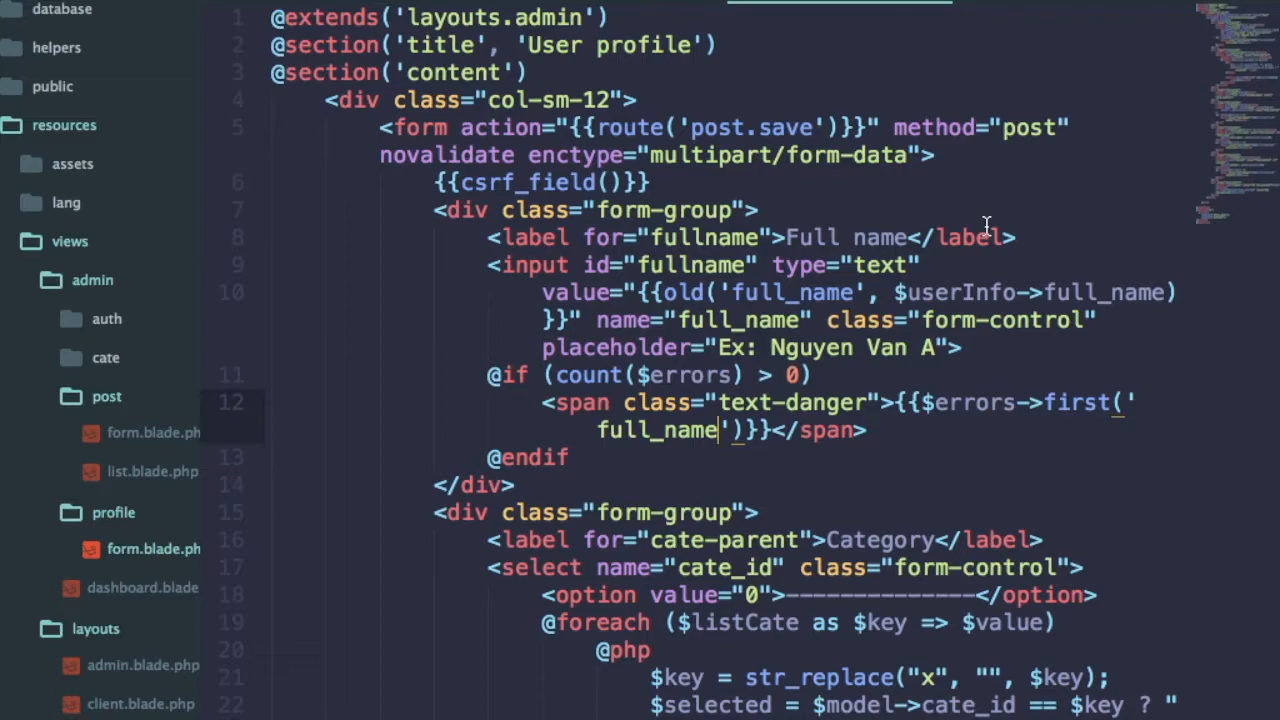 database
helpers
public
resources
assets
lang
views
admin
auth
cate
post
form.blade.ph
list.blade.php
profile
form.blade.ph
dashboard.blade
layouts
admin.blade.php
client.blade.php
1 @extends('layouts.admin')
2 @section('title', 'User profile')
3 @section('content')
4 <div class="col-sm-12">
5 <form action="{{route('post.save')}}" method="post"
novalidate enctype="multipart/form-data">
6 {{csrf_field()}}
7 <div class="form-group">
8 <label for="fullname">Full name</label>
9 <input id="fullname" type="text"
10 value="{{old('full_name', $userInfo->full_name)
}}" name="full_name" class="form-control"
placeholder="Ex: Nguyen Van A">
11 @if (count($errors) > 0)
12 <span class="text-danger">{{$errors->first('
full_name')}}</span>
13 @endif
14 </div>
15 <div class="form-group">
16 <label for="cate-parent">Category</label>
17 <select name="cate_id" class="form-control">
18 <option value="0">--------------</option>
19 @foreach ($listCate as $key => $value)
20 @php
21 $key = str_replace("x", "", $key);
22 $selected = $model->cate_id == $key ? "